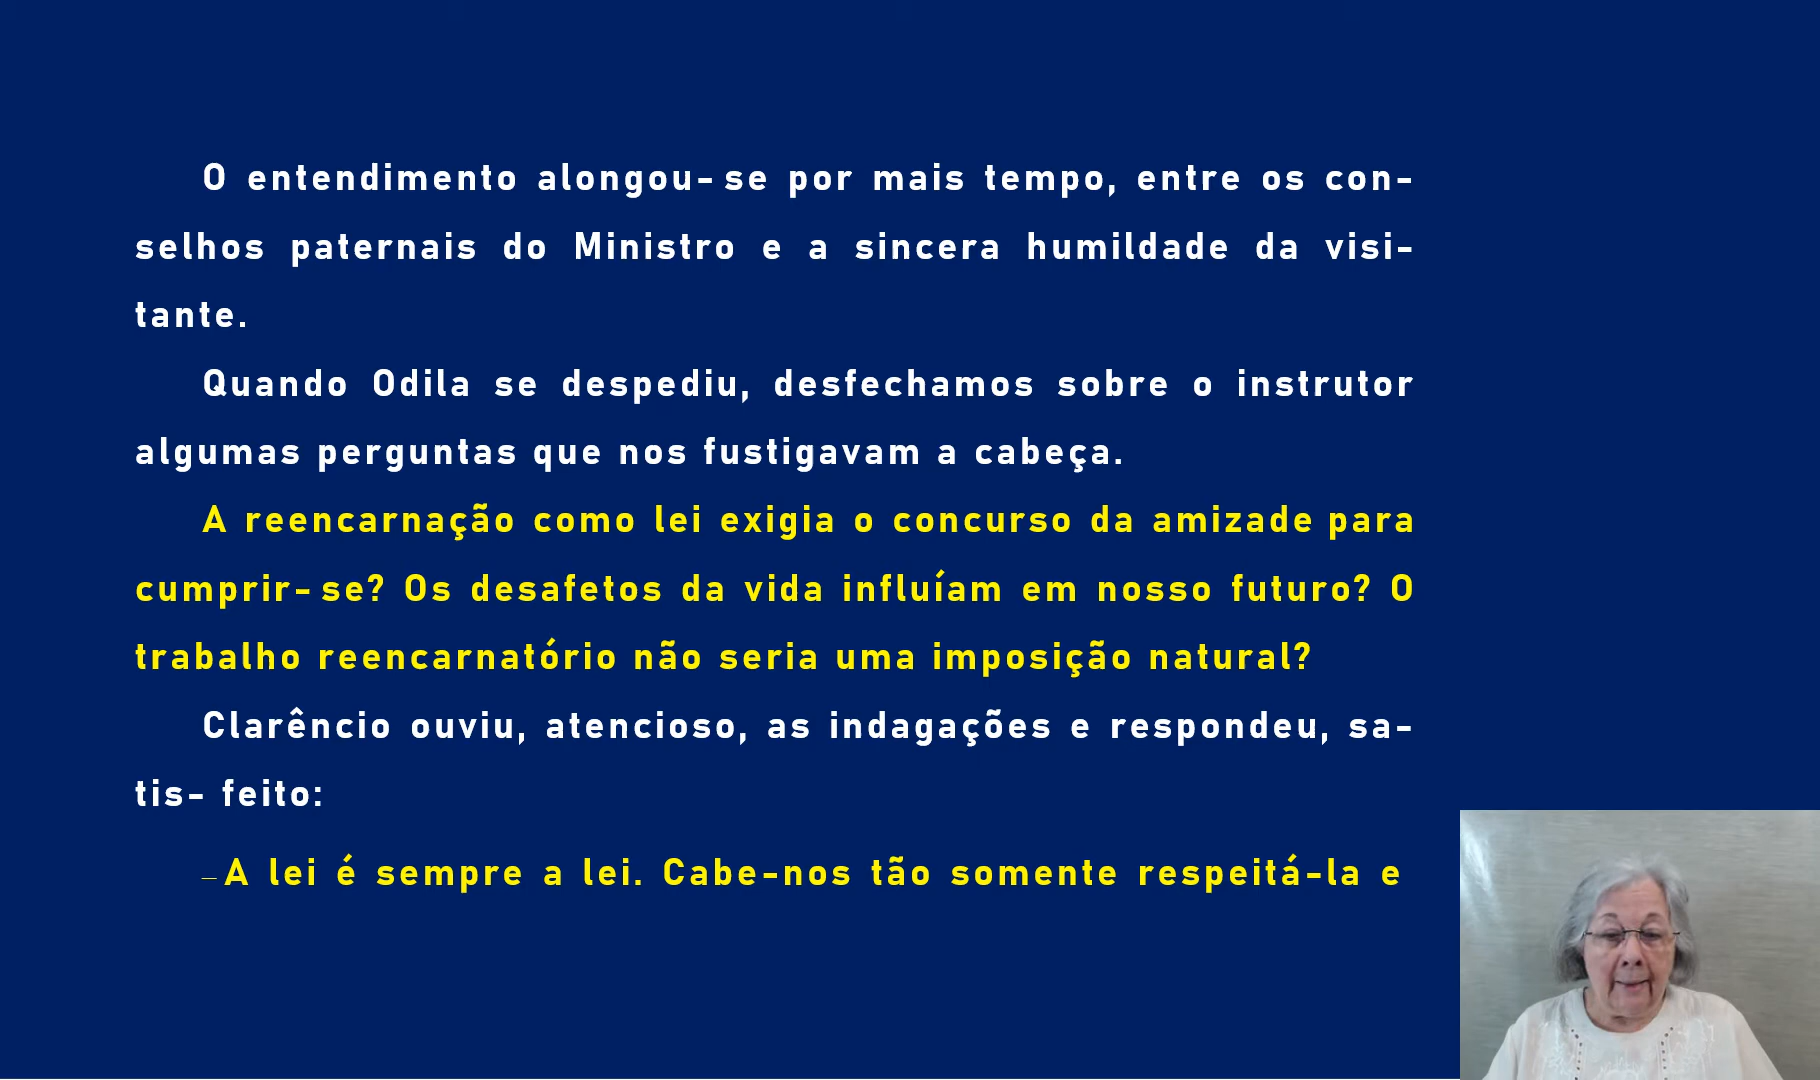 O entendimento alongou-se por mais tempo, entre os con-
selhos paternais do Ministro e a sincera humildade da visi-
tante.
Quando Odila se despediu, desfechamos sobre o instrutor
algumas perguntas que nos fustigavam a cabeça.
A reencarnação como lei exigia o concurso da amizade para
cumprir-se? Os desafetos da vida influíam em nosso futuro? O
trabalho reencarnatório não seria uma imposição natural?
Clarêncio ouviu, atencioso, as indagações e respondeu, sa-
tis- feito:
–A lei é sempre a lei. Cabe-nos tão somente respeitá-la e